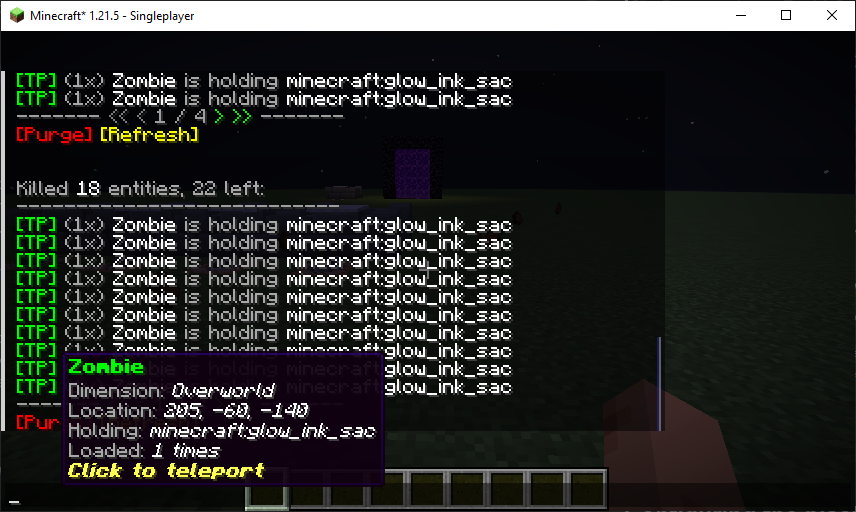 Minecraft* 1.21.5 - Singleplayer
[TP] (1x) Zombie is holding minecraft:glow_ink_sac
[TP] (1x) Zombie is holding minecraft:glow_ink_sac
------- << < 1 / 4 > >> -------
[Purge] [Refresh]
Killed 18 entities, 22 left:
---------------------------
[TP] (1x) Zombie is holding minecraft:glow_ink_sac
[TP] (1x) Zombie is holding minecraft:glow_ink_sac
[TP] (1x) Zombie is holding minecraft:glow_ink_sac
[TP] (1x) Zombie is holding minecraft:glow_ink_sac
[TP] (1x) Zombie is holding minecraft:glow_ink_sac
[TP] (1x) Zombie is holding minecraft:glow_ink_sac
[TP] (1x) Zombie is holding minecraft:glow_ink_sac
[TP] glow_ink_sac
[TP] glow_ink_sac
[TP] glow_ink_sac
[Pur
Zombie
Dimension: Overworld
Location: 205, -60, -140
Holding: minecraft:glow_ink_sac
Loaded: 1 times
Click to teleport